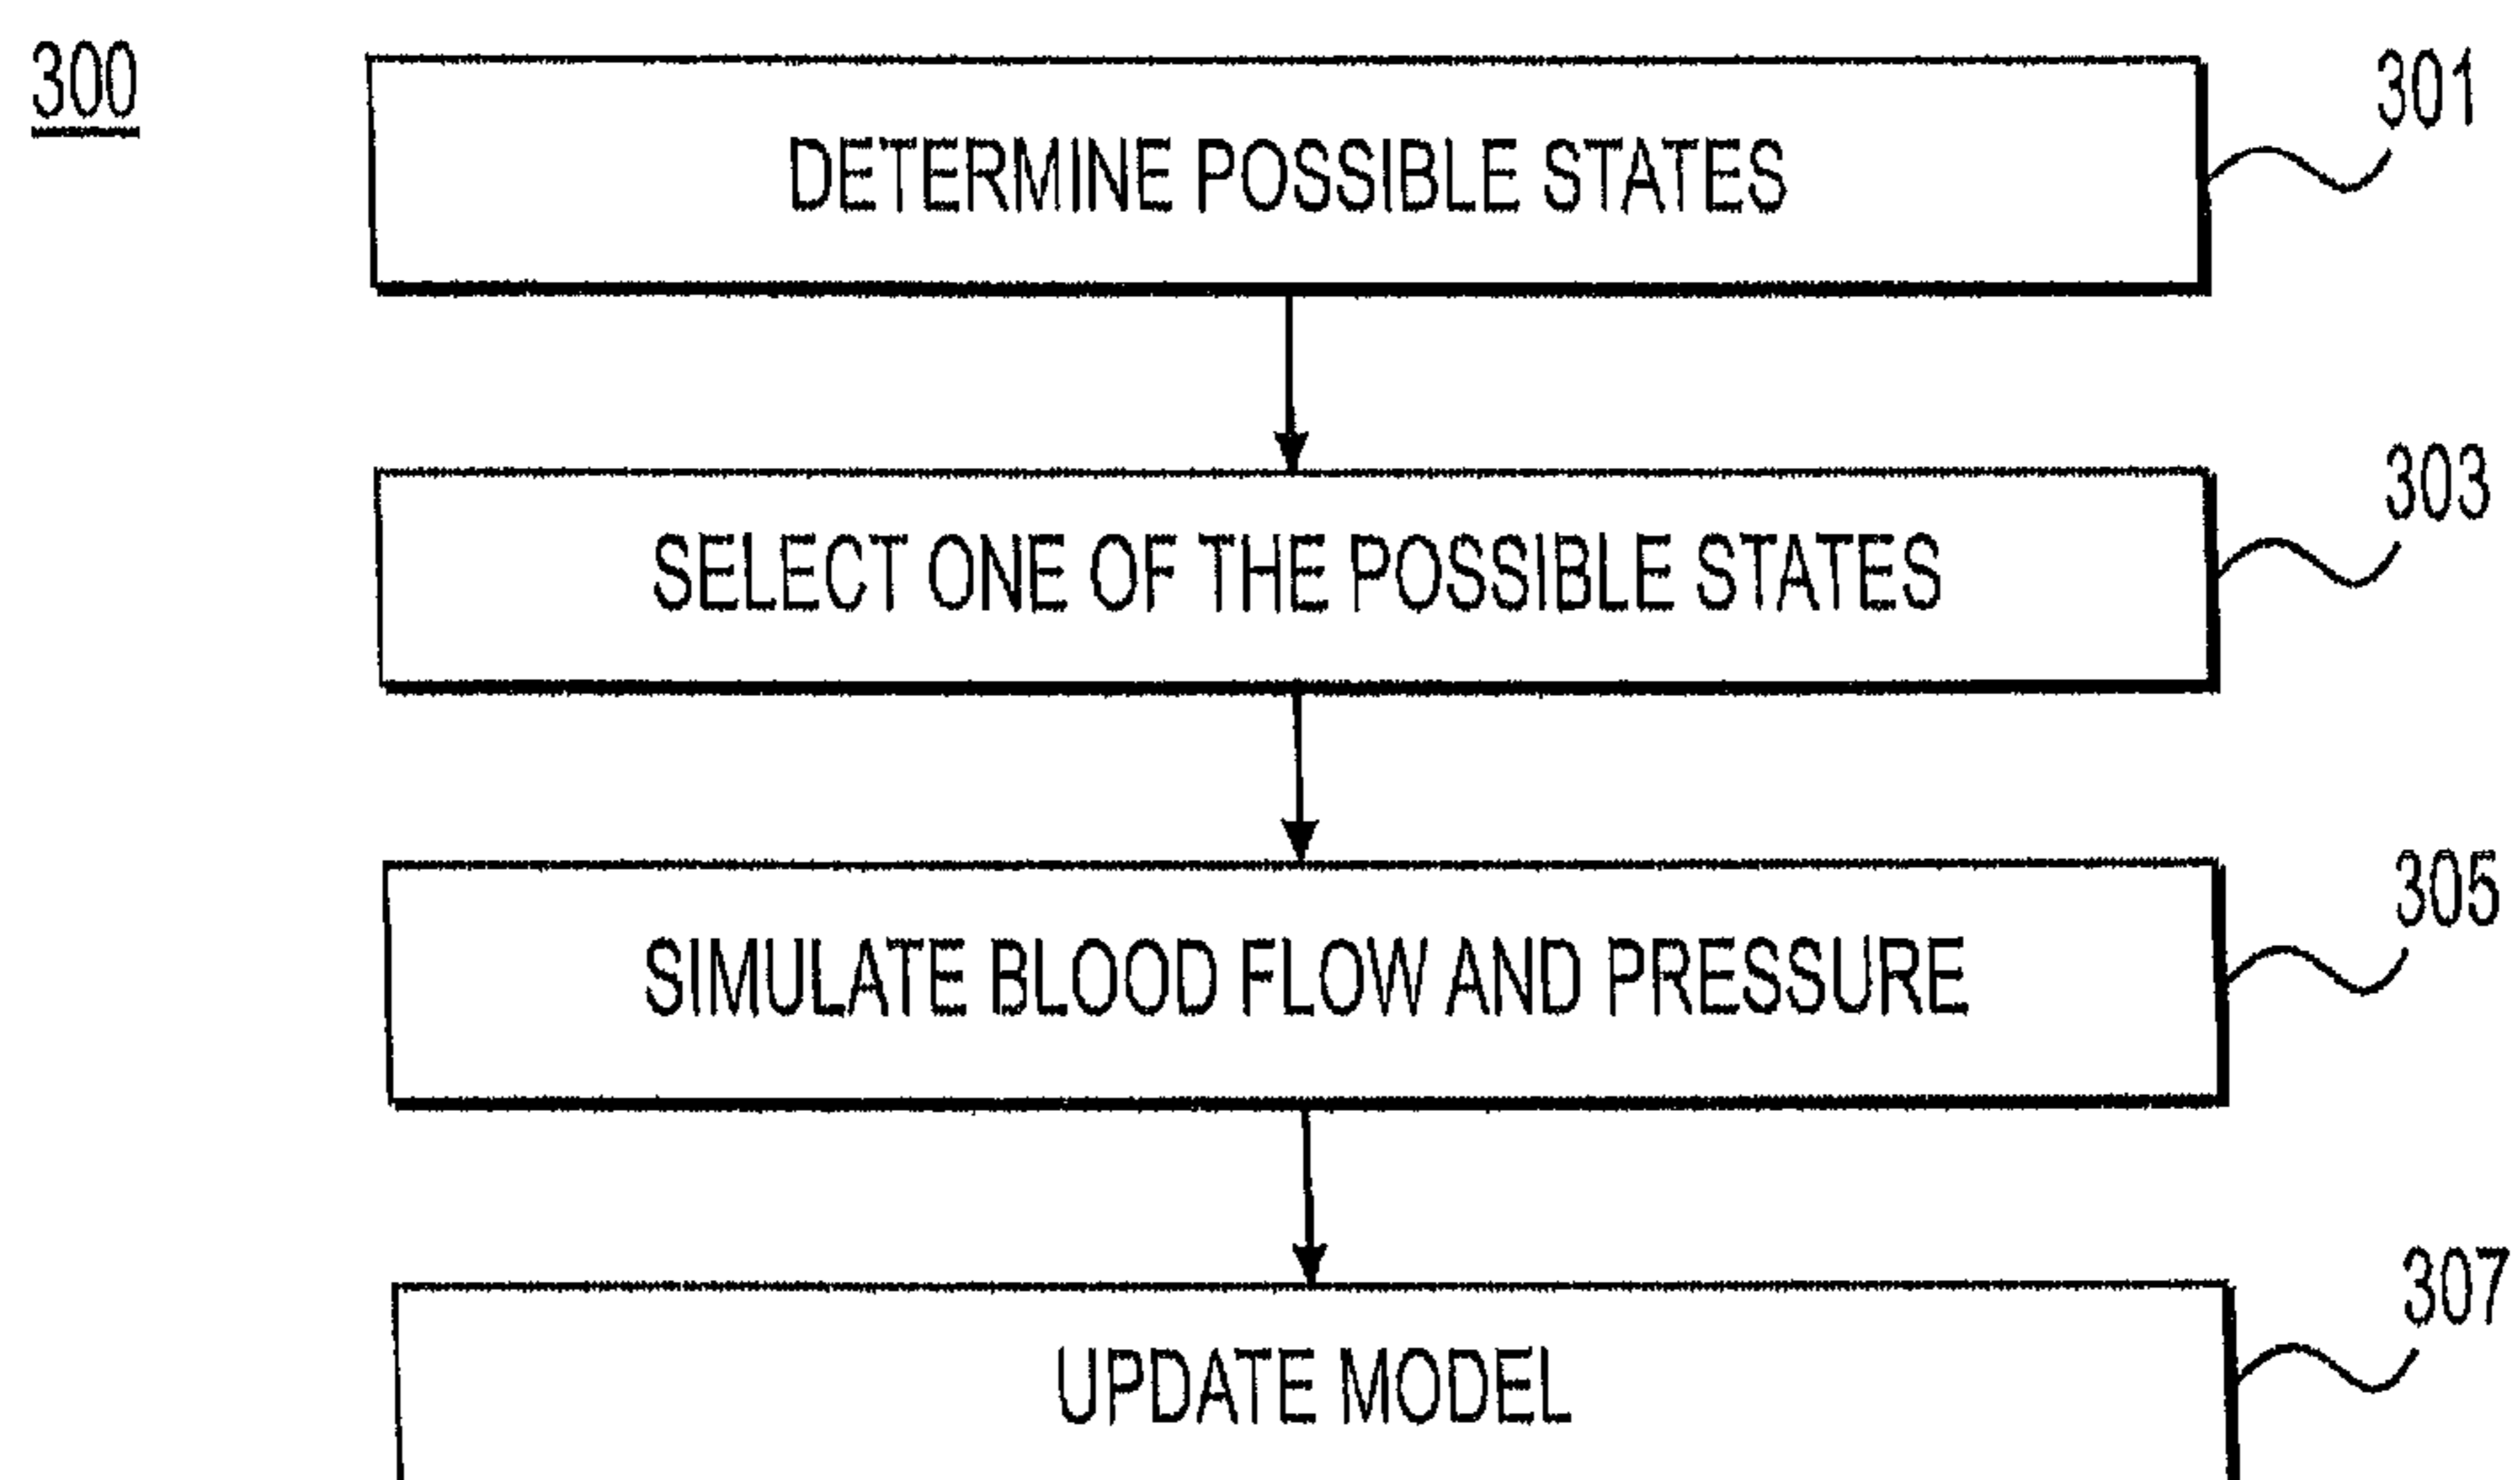 300
DETERMINE POSSIBLE STATES
301
SELECT ONE OF THE POSSIBLE STATES
303
SIMULATE BLOOD FLOW AND PRESSURE
305
UPDATE MODEL
307